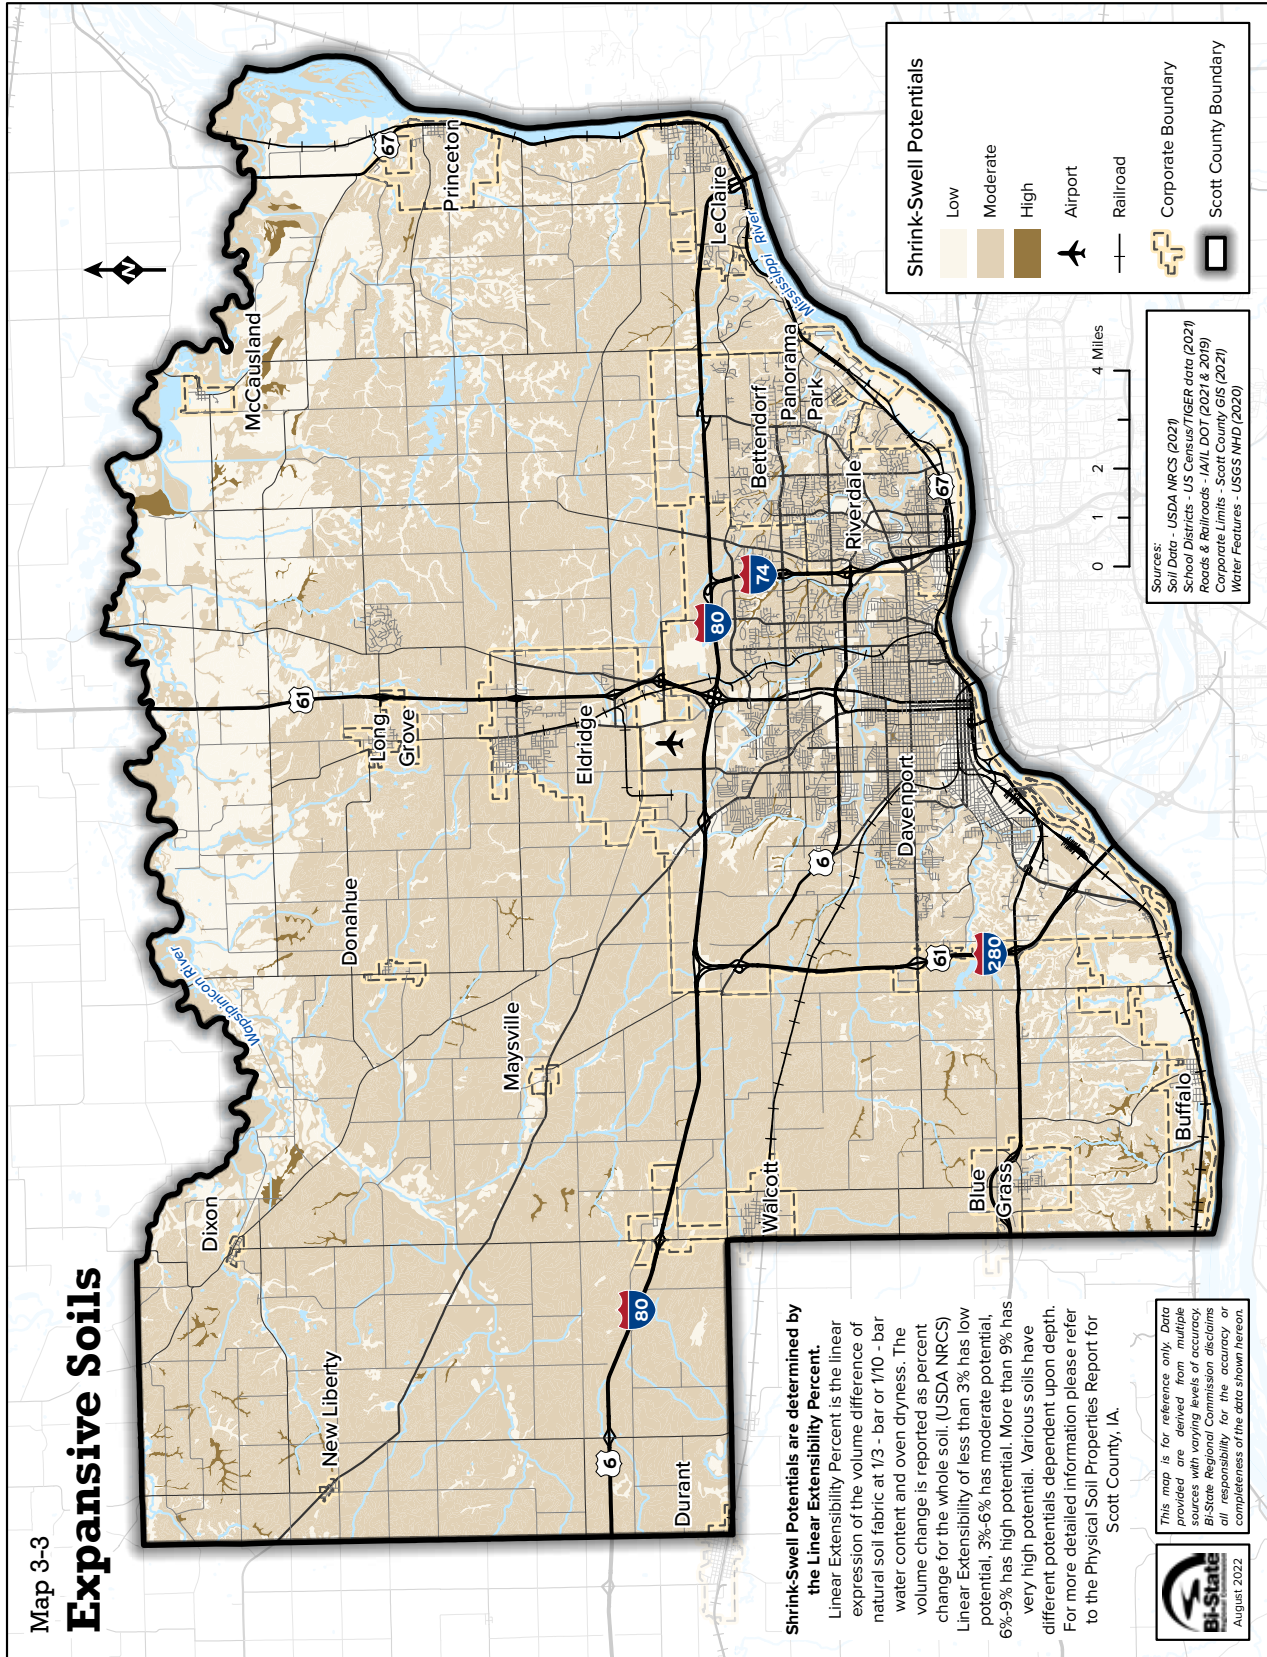 Map 3-3
Expansive Soils
N
McCausland
Princeton
67
LeClaire
Mississippi River
Panorama
Park
Bettendorf
Riverdale
67
74
80
61
Long
Grove
Eldridge
Davenport
6
61
280
Donahue
Wapsipinicon River
Maysville
Dixon
New Liberty
80
6
Durant
Walcott
Blue
Grass
Buffalo
Shrink-Swell Potentials are determined by
the Linear Extensibility Percent.
Linear Extensibility Percent is the linear
expression of the volume difference of
natural soil fabric at 1/3 - bar or 1/10 - bar
water content and oven dryness. The
volume change is reported as percent
change for the whole soil. (USDA NRCS)
Linear Extensibility of less than 3% has low
potential, 3%-6% has moderate potential,
6%-9% has high potential. More than 9% has
very high potential. Various soils have
different potentials dependent upon depth.
For more detailed information please refer
to the Physical Soil Properties Report for
Scott County, IA.
Bi-State
Regional Commission
August 2022
This map is for reference only. Data
provided are derived from multiple
sources with varying levels of accuracy.
Bi-State Regional Commission disclaims
all responsibility for the accuracy or
completeness of the data shown hereon.
0 1 2 4 Miles
Sources:
Soil Data - USDA NRCS (2021)
School Districts - US Census/TIGER data (2021)
Roads & Railroads - IA/IL DOT (2021 & 2019)
Corporate Limits - Scott County GIS (2021)
Water Features - USGS NHD (2020)
Shrink-Swell Potentials
Low
Moderate
High
Airport
Railroad
Corporate Boundary
Scott County Boundary